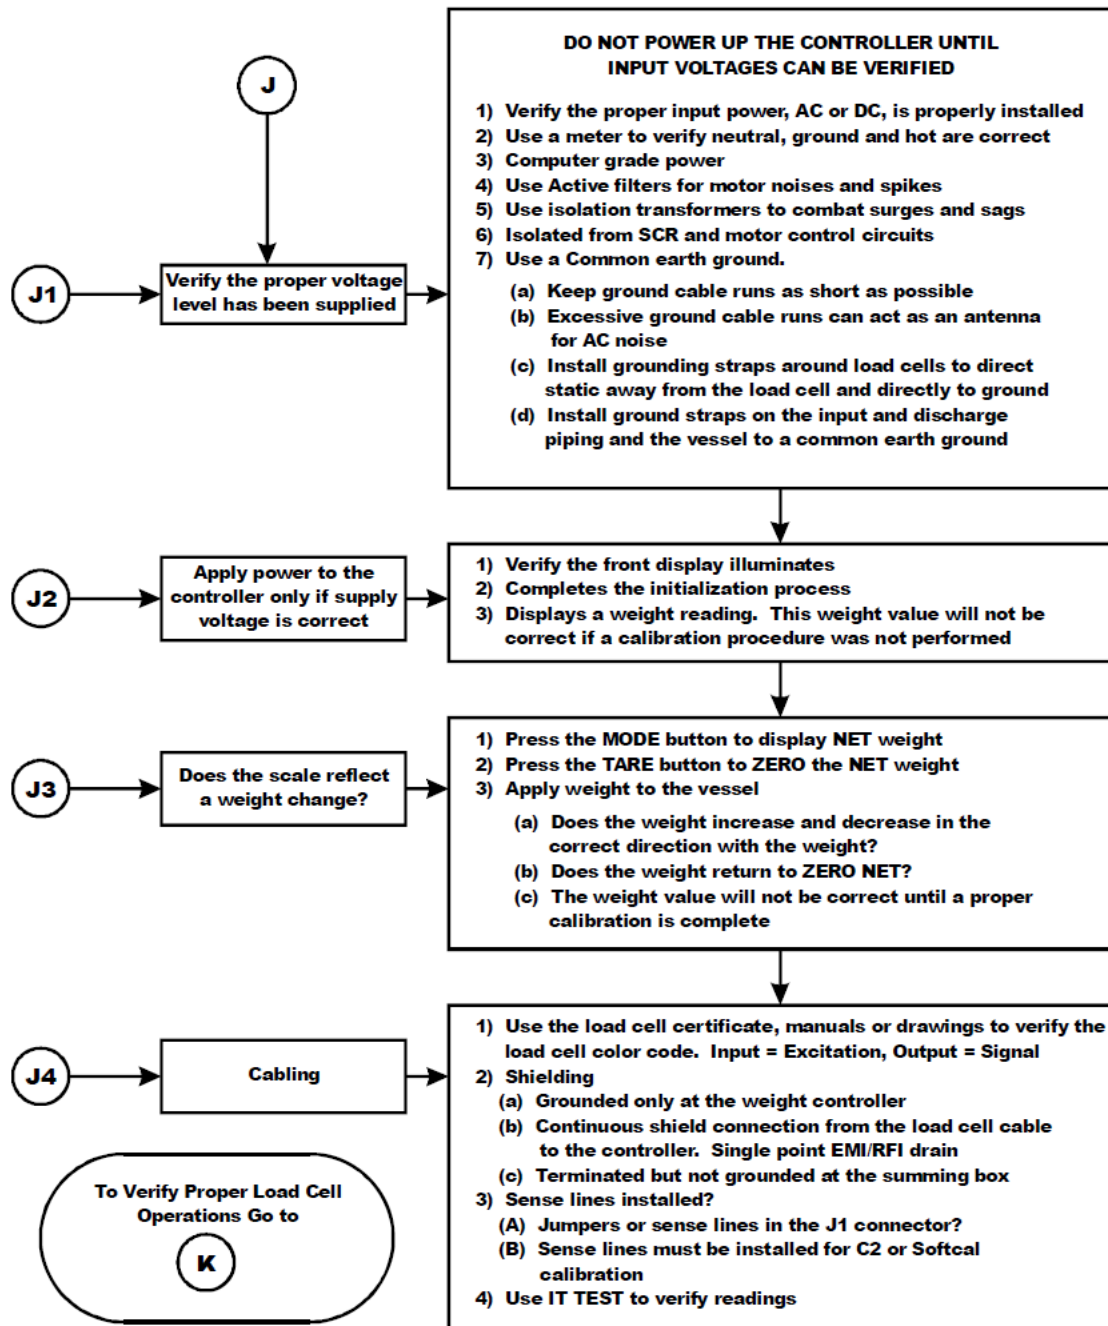 J
J1
Verify the proper voltage
level has been supplied
DO NOT POWER UP THE CONTROLLER UNTIL
INPUT VOLTAGES CAN BE VERIFIED
1) Verify the proper input power, AC or DC, is properly installed
2) Use a meter to verify neutral, ground and hot are correct
3) Computer grade power
4) Use Active filters for motor noises and spikes
5) Use isolation transformers to combat surges and sags
6) Isolated from SCR and motor control circuits
7) Use a Common earth ground.
(a) Keep ground cable runs as short as possible
(b) Excessive ground cable runs can act as an antenna
for AC noise
(c) Install grounding straps around load cells to direct
static away from the load cell and directly to ground
(d) Install ground straps on the input and discharge
piping and the vessel to a common earth ground
J2
Apply power to the
controller only if supply
voltage is correct
1) Verify the front display illuminates
2) Completes the initialization process
3) Displays a weight reading. This weight value will not be
correct if a calibration procedure was not performed
J3
Does the scale reflect
a weight change?
1) Press the MODE button to display NET weight
2) Press the TARE button to ZERO the NET weight
3) Apply weight to the vessel
(a) Does the weight increase and decrease in the
correct direction with the weight?
(b) Does the weight return to ZERO NET?
(c) The weight value will not be correct until a proper
calibration is complete
J4
Cabling
1) Use the load cell certificate, manuals or drawings to verify the
load cell color code. Input = Excitation, Output = Signal
2) Shielding
(a) Grounded only at the weight controller
(b) Continuous shield connection from the load cell cable
to the controller. Single point EMI/RFI drain
(c) Terminated but not grounded at the summing box
3) Sense lines installed?
(A) Jumpers or sense lines in the J1 connector?
(B) Sense lines must be installed for C2 or Softcal
calibration
4) Use IT TEST to verify readings
To Verify Proper Load Cell
Operations Go to
K